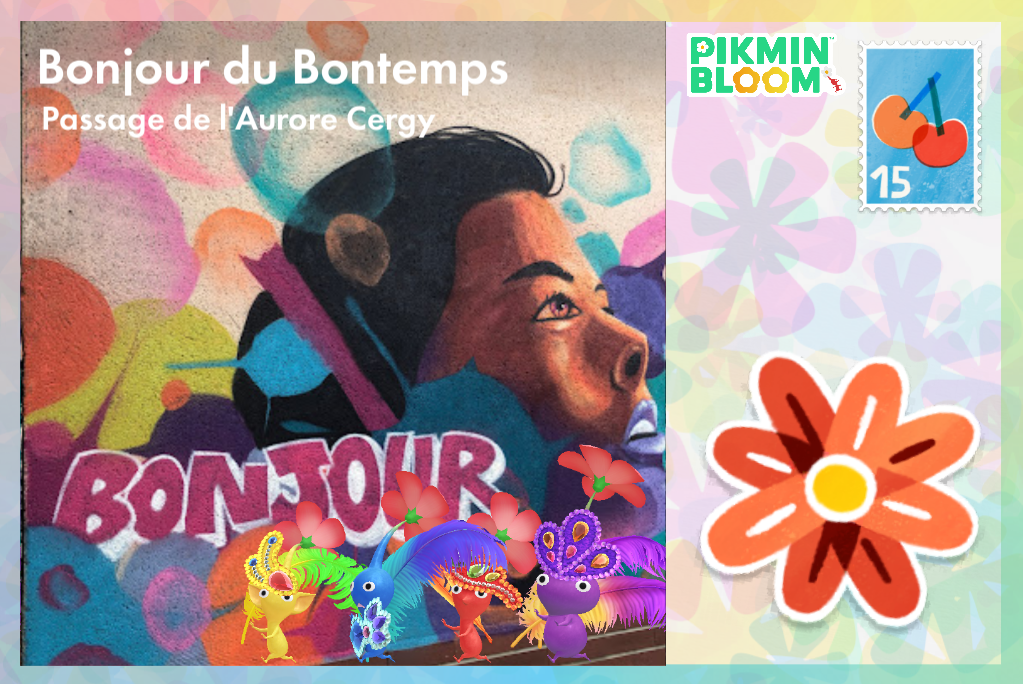 Bonjour du Bontemps
Passage de l'Aurore Cergy
BONJOUR
PIKMIN
BLOOM
15